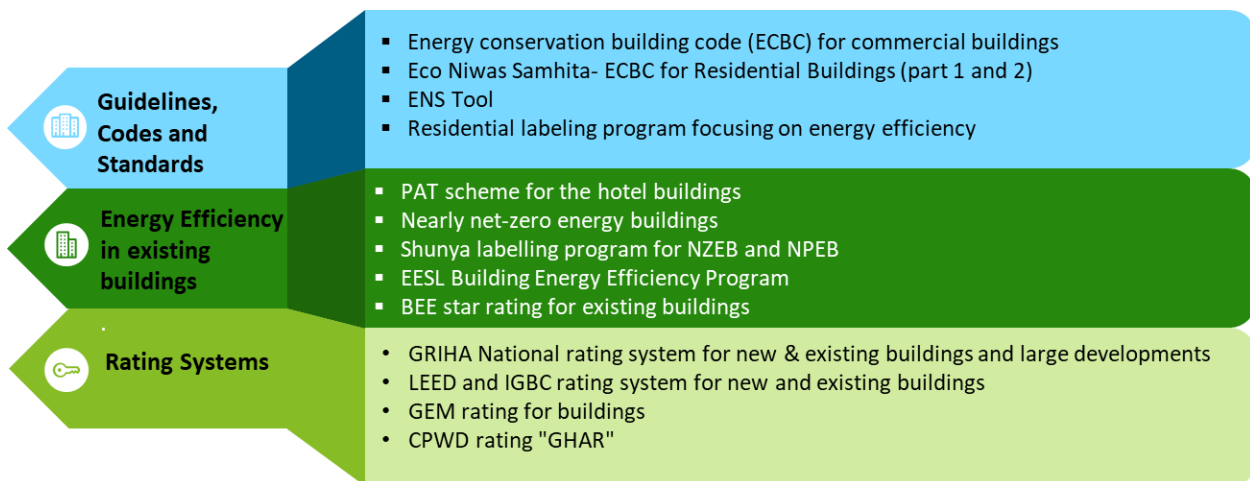 Guidelines,
Codes and
Standards
▪ Energy conservation building code (ECBC) for commercial buildings
▪ Eco Niwas Samhita- ECBC for Residential Buildings (part 1 and 2)
▪ ENS Tool
▪ Residential labeling program focusing on energy efficiency
Energy Efficiency
in existing
buildings
.
▪ PAT scheme for the hotel buildings
▪ Nearly net-zero energy buildings
▪ Shunya labelling program for NZEB and NPEB
▪ EESL Building Energy Efficiency Program
▪ BEE star rating for existing buildings
Rating Systems
• GRIHA National rating system for new & existing buildings and large developments
• LEED and IGBC rating system for new and existing buildings
• GEM rating for buildings
• CPWD rating "GHAR"